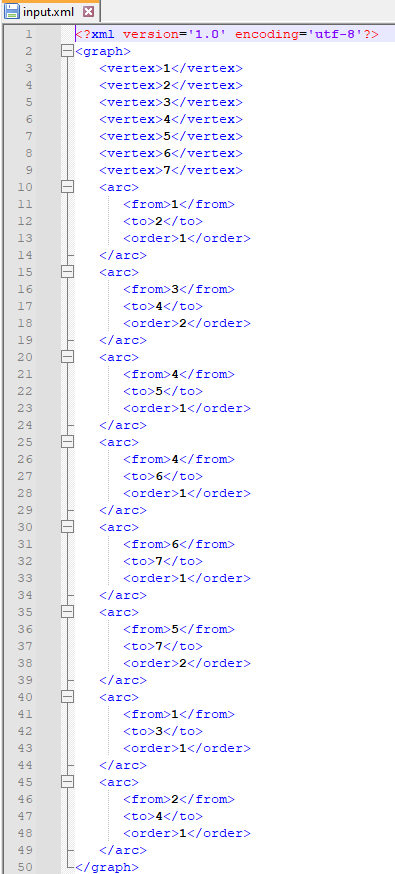 input.xml
1 <?xml version='1.0' encoding='utf-8'?>
2 <graph>
3 <vertex>1</vertex>
4 <vertex>2</vertex>
5 <vertex>3</vertex>
6 <vertex>4</vertex>
7 <vertex>5</vertex>
8 <vertex>6</vertex>
9 <vertex>7</vertex>
10 <arc>
11 <from>1</from>
12 <to>2</to>
13 <order>1</order>
14 </arc>
15 <arc>
16 <from>3</from>
17 <to>4</to>
18 <order>2</order>
19 </arc>
20 <arc>
21 <from>4</from>
22 <to>5</to>
23 <order>1</order>
24 </arc>
25 <arc>
26 <from>4</from>
27 <to>6</to>
28 <order>1</order>
29 </arc>
30 <arc>
31 <from>6</from>
32 <to>7</to>
33 <order>1</order>
34 </arc>
35 <arc>
36 <from>5</from>
37 <to>7</to>
38 <order>2</order>
39 </arc>
40 <arc>
41 <from>1</from>
42 <to>3</to>
43 <order>1</order>
44 </arc>
45 <arc>
46 <from>2</from>
47 <to>4</to>
48 <order>1</order>
49 </arc>
50 </graph>